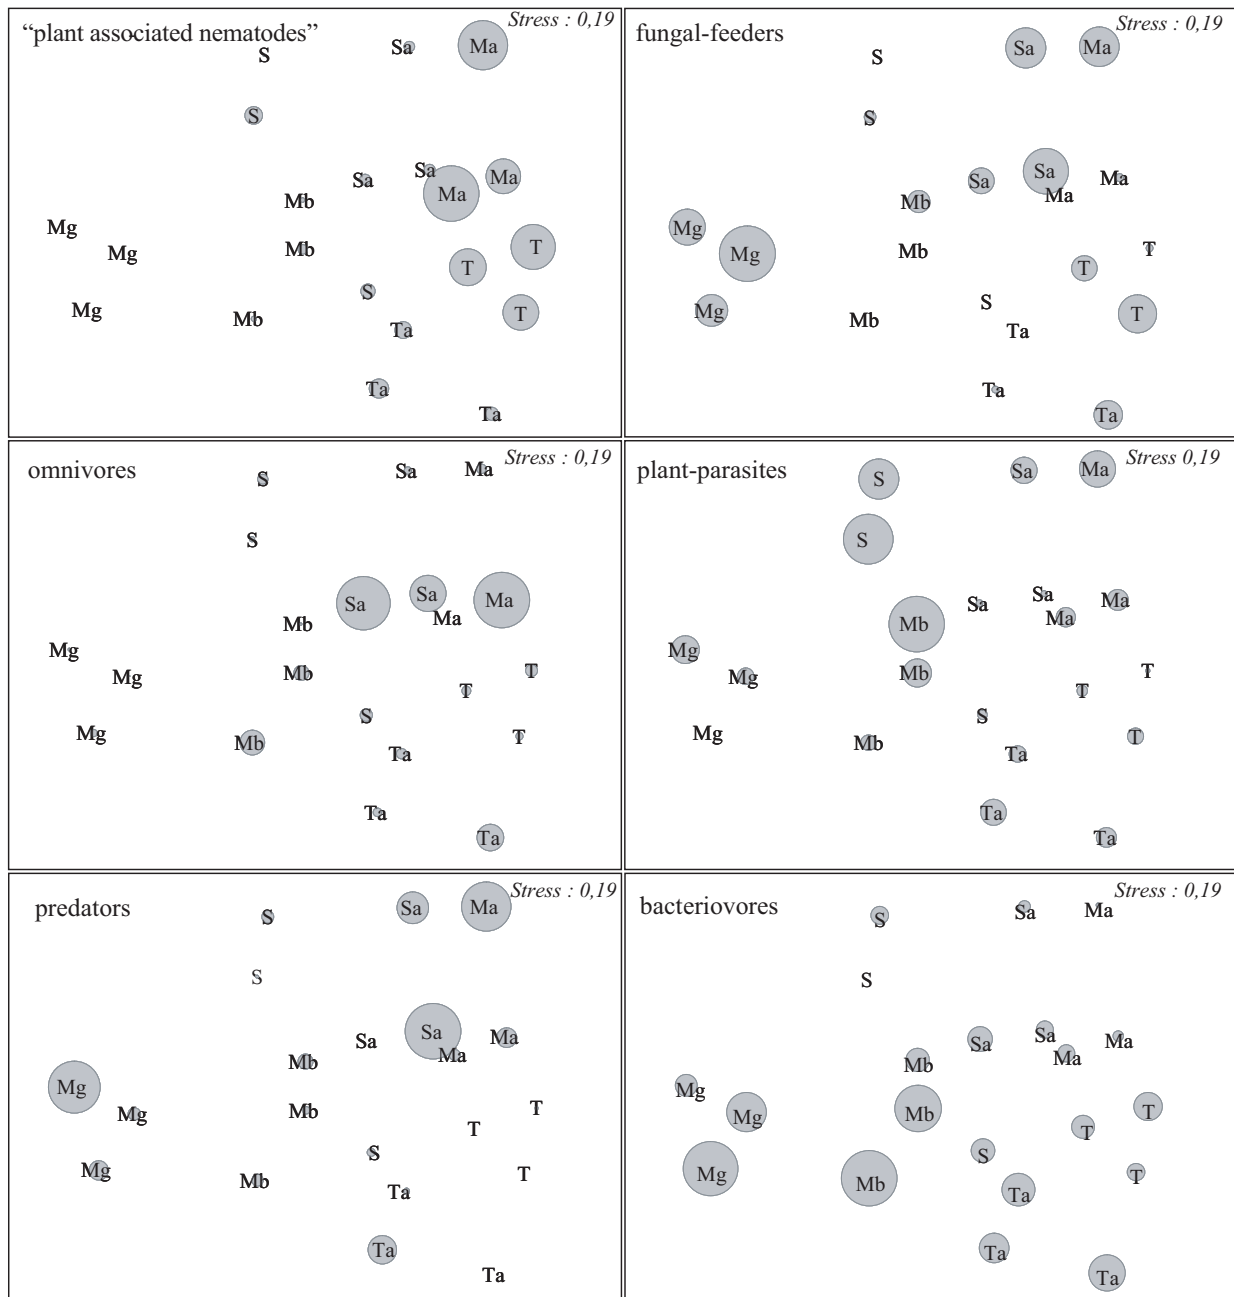 “plant associated nematodes” Stress : 0,19
S Sa Ma
S
Sa Sa Ma Ma
Mb
Mg Mb T T
Mg
Mg Mb S T
Ta
Ta
Ta
fungal-feeders Stress : 0,19
S Sa Ma
S
Sa Sa Ma Ma
Mb
Mg Mb T T
Mg
Mg Mb S T
Ta
Ta
Ta
omnivores Stress : 0,19
S Sa Ma
S
Sa Sa Ma Ma
Mb
Mg Mb T T
Mg
Mg Mb S T
Ta
Ta
Ta
plant-parasites Stress 0,19
S Sa Ma
S
Sa Sa Ma Ma
Mb
Mg Mb T T
Mg
Mg Mb S T
Ta
Ta
Ta
predators Stress : 0,19
S Sa Ma
S
Sa Sa Ma Ma
Mb
Mg Mb T T
Mg
Mg Mb S T
Ta
Ta
Ta
bacteriovores Stress : 0,19
S Sa Ma
S
Sa Sa Ma Ma
Mb
Mg Mb T T
Mg
Mg Mb S T
Ta
Ta
Ta